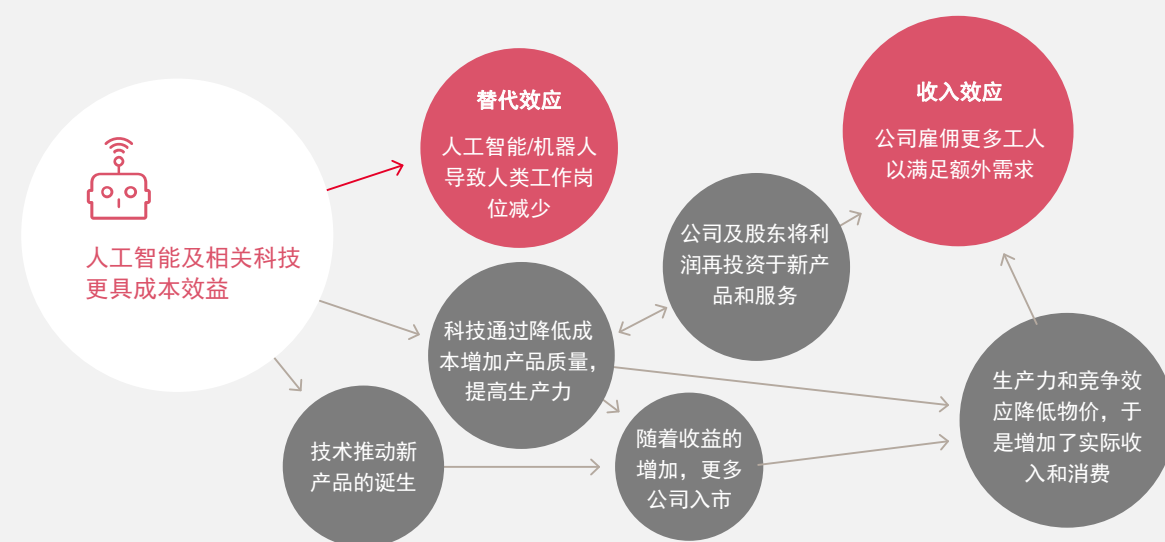 人工智能及相关科技
更具成本效益
替代效应
人工智能/机器人
导致人类工作岗
位减少
收入效应
公司雇佣更多工人
以满足额外需求
公司及股东将利
润再投资于新产
品和服务
科技通过降低成
本增加产品质量，
提高生产力
技术推动新
产品的诞生
随着收益的
增加，更多
公司入市
生产力和竞争效
应降低物价，于
是增加了实际收
入和消费